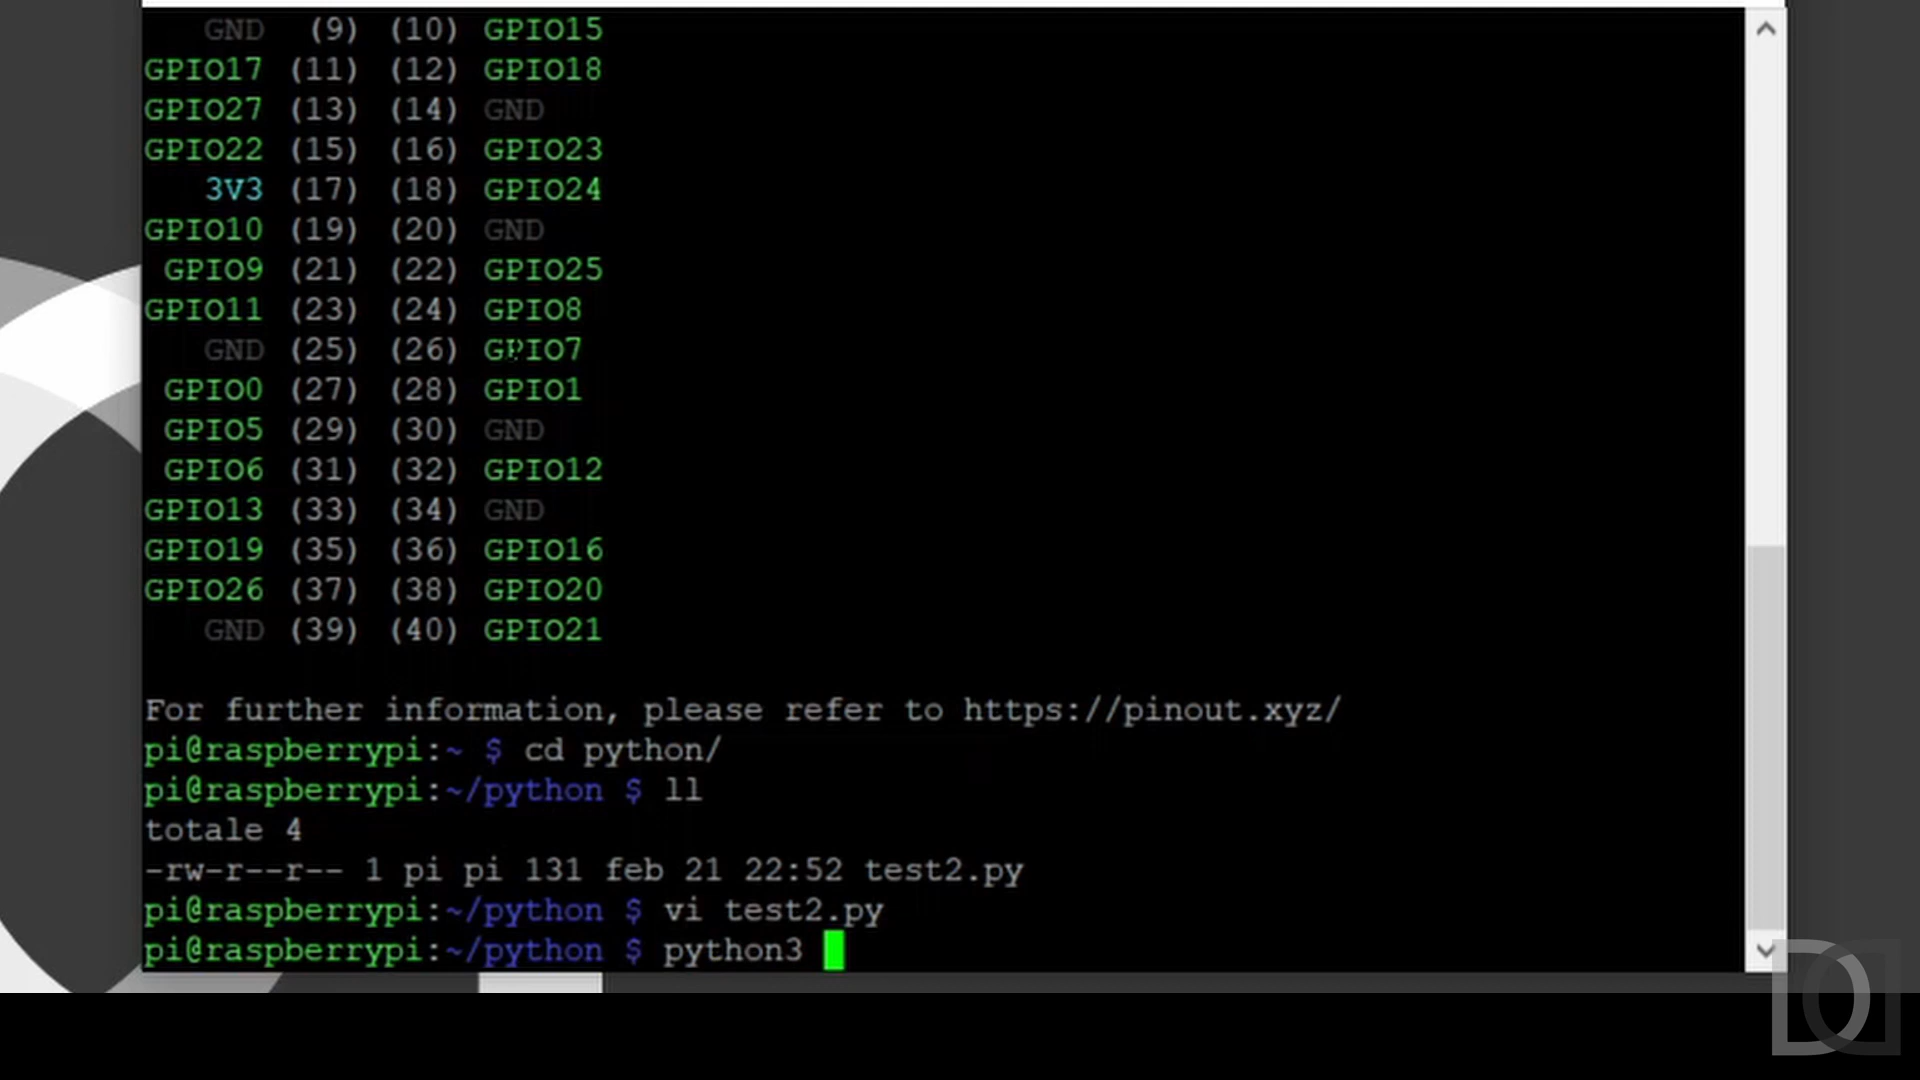 GND (9) (10) GPIO15
GPIO17 (11) (12) GPIO18
GPIO27 (13) (14) GND
GPIO22 (15) (16) GPIO23
3V3 (17) (18) GPIO24
GPIO10 (19) (20) GND
GPIO9 (21) (22) GPIO25
GPIO11 (23) (24) GPIO8
GND (25) (26) GPIO7
GPIO0 (27) (28) GPIO1
GPIO5 (29) (30) GND
GPIO6 (31) (32) GPIO12
GPIO13 (33) (34) GND
GPIO19 (35) (36) GPIO16
GPIO26 (37) (38) GPIO20
GND (39) (40) GPIO21
For further information, please refer to https://pinout.xyz/
pi@raspberrypi:~ $ cd python/
pi@raspberrypi:~/python $ ll
totale 4
-rw-r--r-- 1 pi pi 131 feb 21 22:52 test2.py
pi@raspberrypi:~/python $ vi test2.py
pi@raspberrypi:~/python $ python3